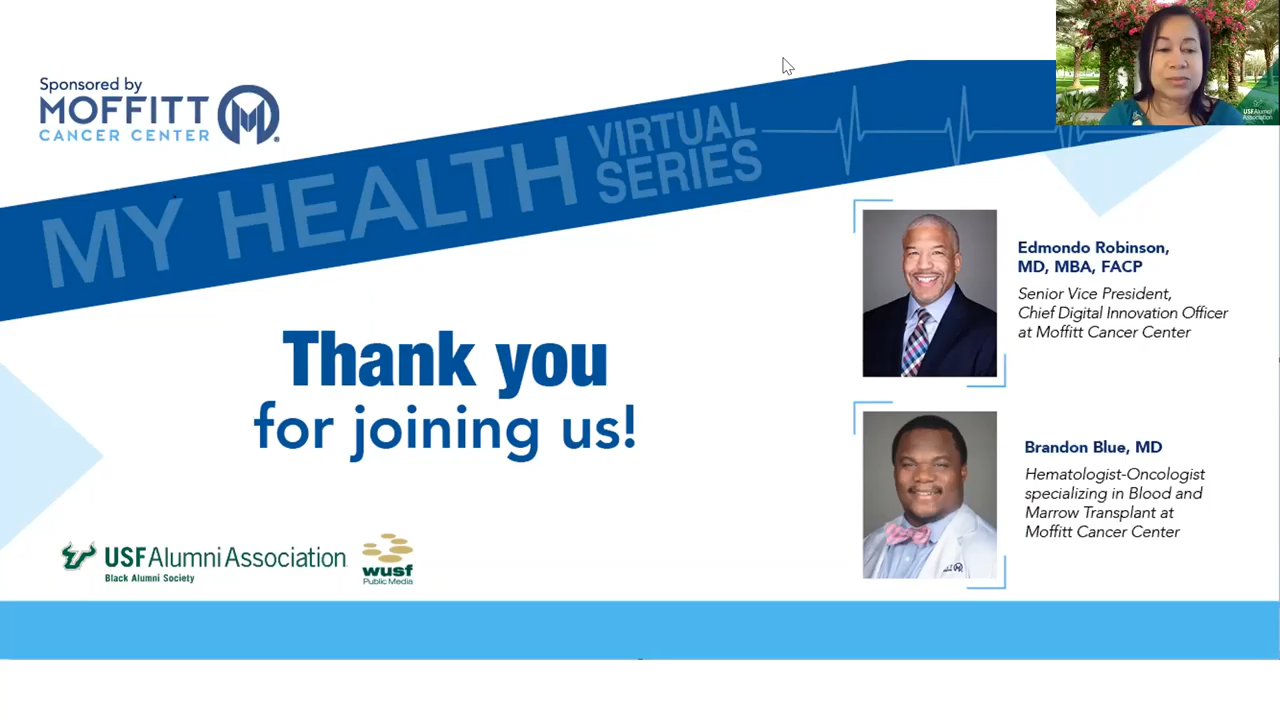 Sponsored by
MOFFITT
CANCER CENTER
MY HEALTH
VIRTUAL
SERIES
USFAlumni
Association
Edmondo Robinson,
MD, MBA, FACP
Senior Vice President,
Chief Digital Innovation Officer
at Moffitt Cancer Center
Thank you
for joining us!
Brandon Blue, MD
Hematologist-Oncologist
specializing in Blood and
Marrow Transplant at
Moffitt Cancer Center
USF Alumni Association
Black Alumni Society
wusf
Public Media